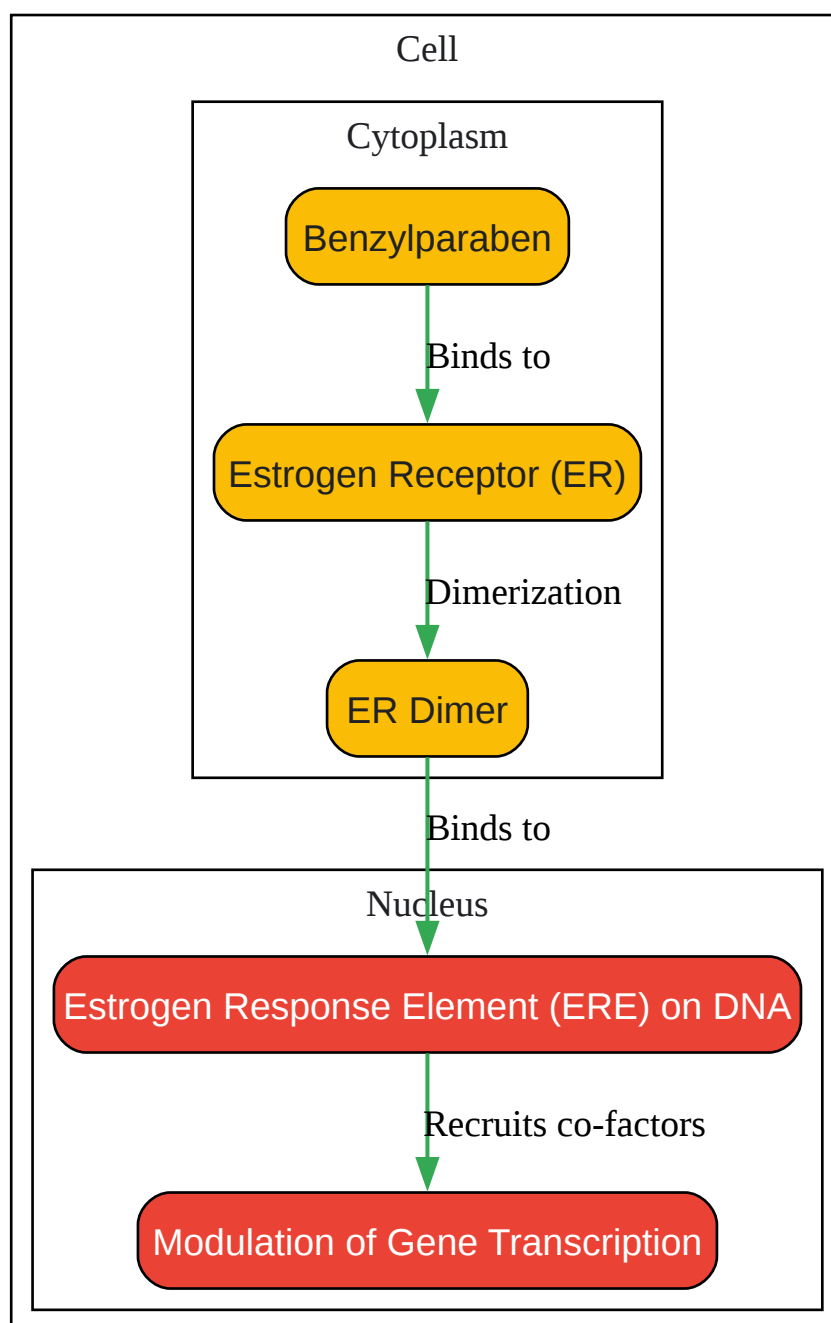 Cell
Cytoplasm
Benzylparaben
Binds to
Estrogen Receptor (ER)
Dimerization
ER Dimer
Binds to
Nucleus
Estrogen Response Element (ERE) on DNA
Recruits co-factors
Modulation of Gene Transcription